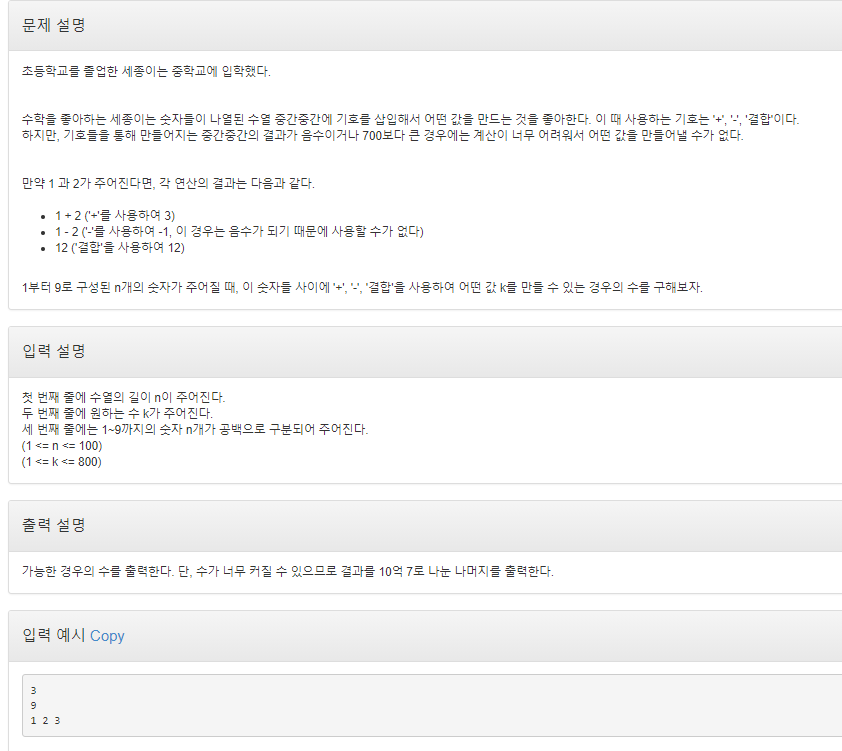 문제 설명
초등학교를 졸업한 세종이는 중학교에 입학했다.
수학을 좋아하는 세종이는 숫자들이 나열된 수열 중간중간에 기호를 삽입해서 어떤 값을 만드는 것을 좋아한다. 이 때 사용하는 기호는 '+', '-', '결합'이다.
하지만, 기호들을 통해 만들어지는 중간중간의 결과가 음수이거나 700보다 큰 경우에는 계산이 너무 어려워서 어떤 값을 만들어낼 수가 없다.
만약 1 과 2가 주어진다면, 각 연산의 결과는 다음과 같다.
• 1 + 2 ('+'를 사용하여 3)
• 1 - 2 ('-'를 사용하여 -1, 이 경우는 음수가 되기 때문에 사용할 수가 없다)
• 12 ('결합'을 사용하여 12)
1부터 9로 구성된 n개의 숫자가 주어질 때, 이 숫자들 사이에 '+', '-', '결합'을 사용하여 어떤 값 k를 만들 수 있는 경우의 수를 구해보자.
입력 설명
첫 번째 줄에 수열의 길이 n이 주어진다.
두 번째 줄에 원하는 수 k가 주어진다.
세 번째 줄에는 1~9까지의 숫자 n개가 공백으로 구분되어 주어진다.
(1 <= n <= 100)
(1 <= k <= 800)
출력 설명
가능한 경우의 수를 출력한다. 단, 수가 너무 커질 수 있으므로 결과를 10억 7로 나눈 나머지를 출력한다.
입력 예시 Copy
3
9
1 2 3